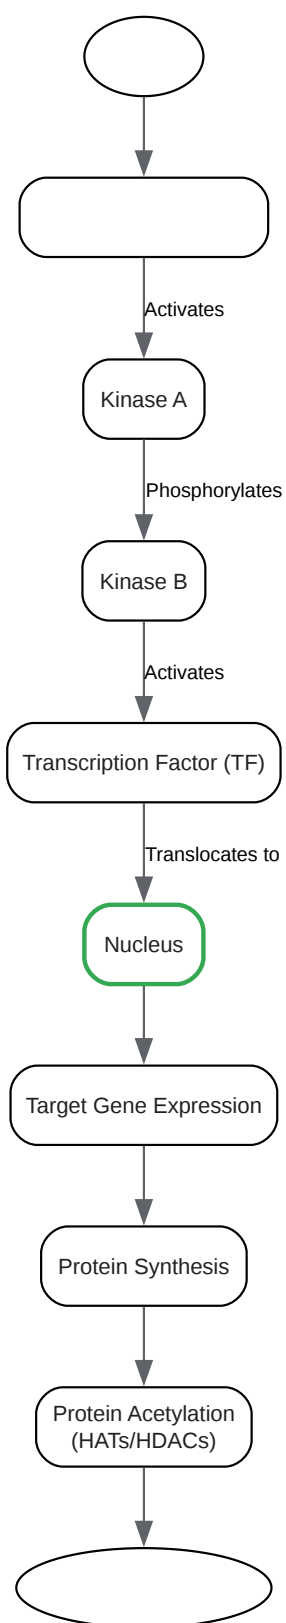 Activates
Kinase A
Phosphorylates
Kinase B
Activates
Transcription Factor (TF)
Translocates to
Nucleus
Target Gene Expression
Protein Synthesis
Protein Acetylation
(HATs/HDACs)